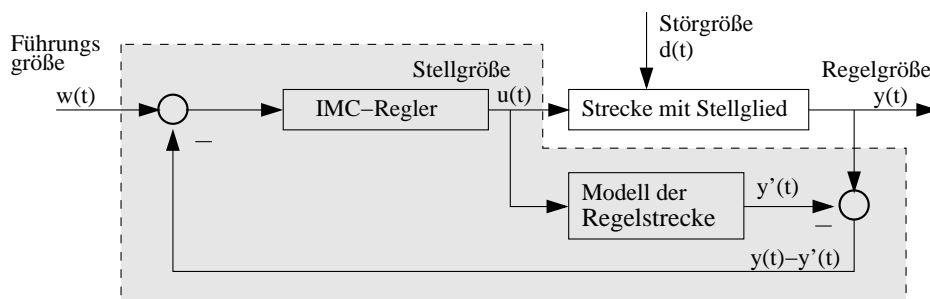 Führungs
größe
w(t)
Stellgröße
u(t)
IMC–Regler
Störgröße
d(t)
Strecke mit Stellglied
Regelgröße
y(t)
Modell der
Regelstrecke
y’(t)
–
–
y(t)–y’(t)